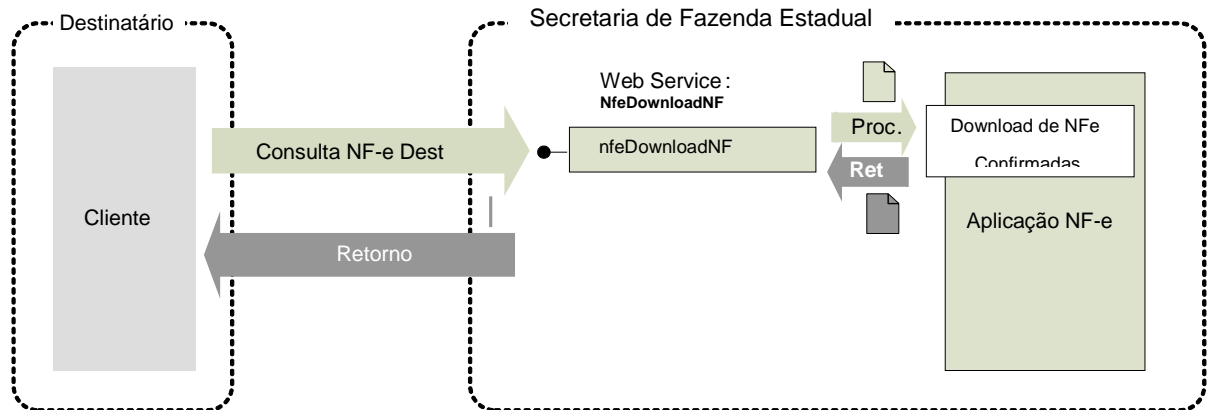 Destinatário
Secretaria de Fazenda Estadual
Web Service:
NfeDownloadNF
Proc.
Download de NFe
Confirmadas
Consulta NF-e Dest
nfeDownloadNF
Ret
Cliente
Aplicação NF-e
Retorno